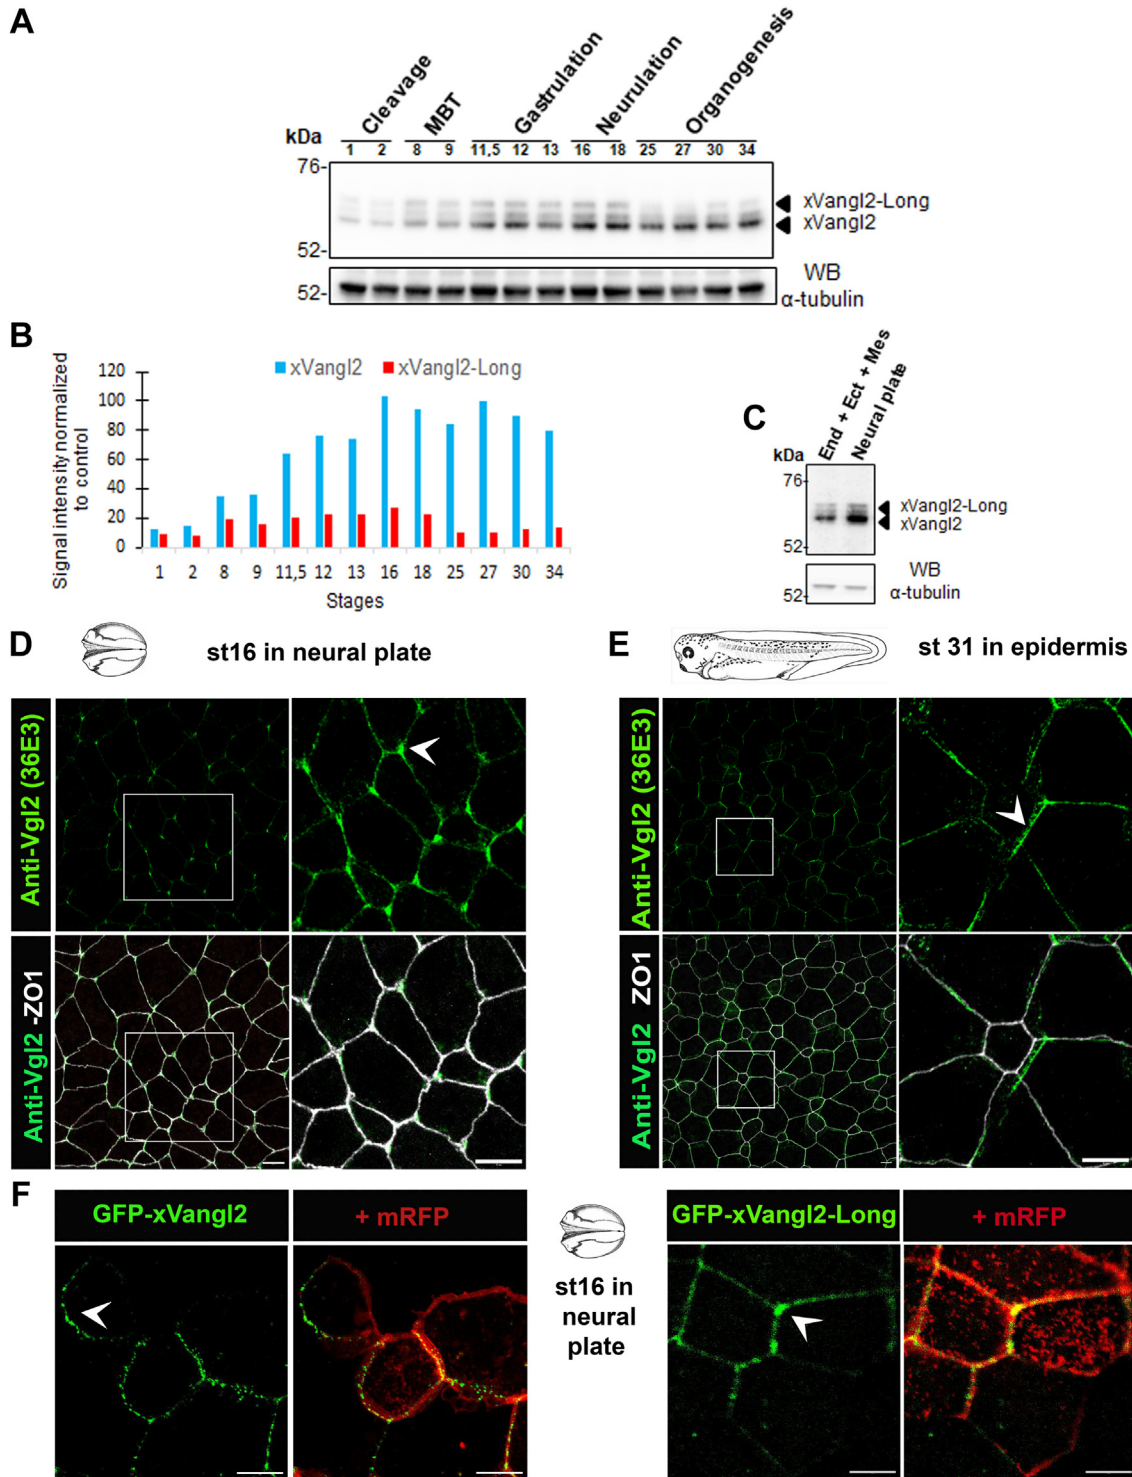 A
Cleavage
MBT
Gastrulation
Neurulation
Organogenesis
kDa
1 2 8 9 11,5 12 13 16 18 25 27 30 34
76-
xVangl2-Long
xVangl2
52-
WB
52-
α-tubulin
B
xVangl2 xVangl2-Long
Signal intensity normalized
to control
120
100
80
60
40
20
0
1 2 8 9 11,5 12 13 16 18 25 27 30 34
Stages
C
End + Ect + Mes
Neural plate
kDa
76-
xVangl2-Long
xVangl2
52-
WB
52-
α-tubulin
D
st16 in neural plate
Anti-Vgl2 (36E3)
Anti-Vgl2 -ZO1
E
st 31 in epidermis
Anti-Vgl2 (36E3)
Anti-Vgl2 ZO1
F
GFP-xVangl2
+ mRFP
st16 in
neural
plate
GFP-xVangl2-Long
+ mRFP